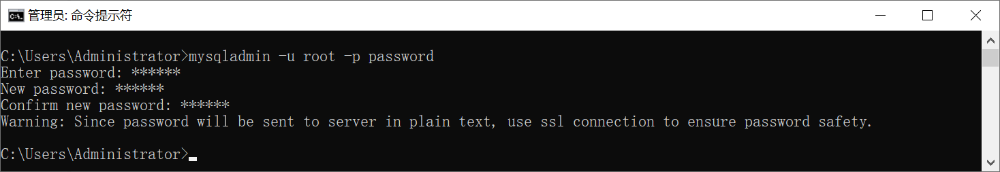 管理员: 命令提示符
C:\Users\Administrator>mysqladmin -u root -p password
Enter password: ******
New password: ******
Confirm new password: ******
Warning: Since password will be sent to server in plain text, use ssl connection to ensure password safety.
C:\Users\Administrator>